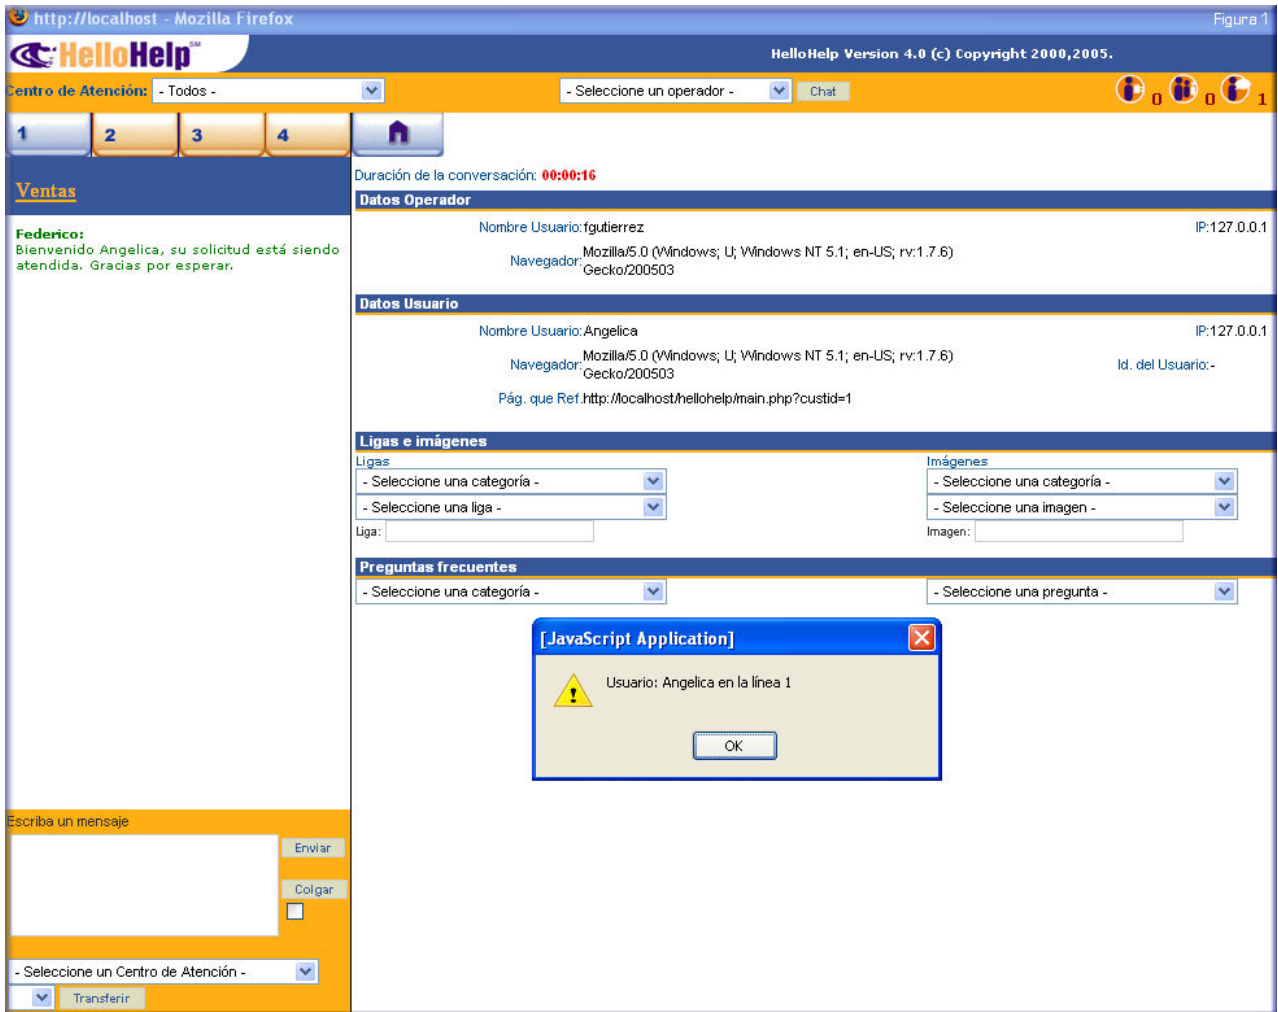 http://localhost - Mozilla Firefox
Figura 1
HelloHelp SM
HelloHelp Version 4.0 (c) Copyright 2000,2005.
Centro de Atención: - Todos -
- Seleccione un operador - Chat
0 0 1
1 2 3 4
Ventas
Federico:
Bienvenido Angelica, su solicitud está siendo
atendida. Gracias por esperar.
Duración de la conversación: 00:00:16
Datos Operador
Nombre Usuario: fgutierrez IP: 127.0.0.1
Navegador: Mozilla/5.0 (Windows; U; Windows NT 5.1; en-US; rv:1.7.6)
Gecko/200503
Datos Usuario
Nombre Usuario: Angelica IP: 127.0.0.1
Navegador: Mozilla/5.0 (Windows; U; Windows NT 5.1; en-US; rv:1.7.6)
Gecko/200503
Id. del Usuario: -
Pág. que Ref. http://localhost/hellohelp/main.php?custid=1
Ligas e imágenes
Ligas Imágenes
- Seleccione una categoría - - Seleccione una categoría -
- Seleccione una liga - - Seleccione una imagen -
Liga: Imagen:
Preguntas frecuentes
- Seleccione una categoría - - Seleccione una pregunta -
[JavaScript Application]
Usuario: Angelica en la línea 1
OK
Escriba un mensaje
Enviar
Colgar
- Seleccione un Centro de Atención -
Transferir